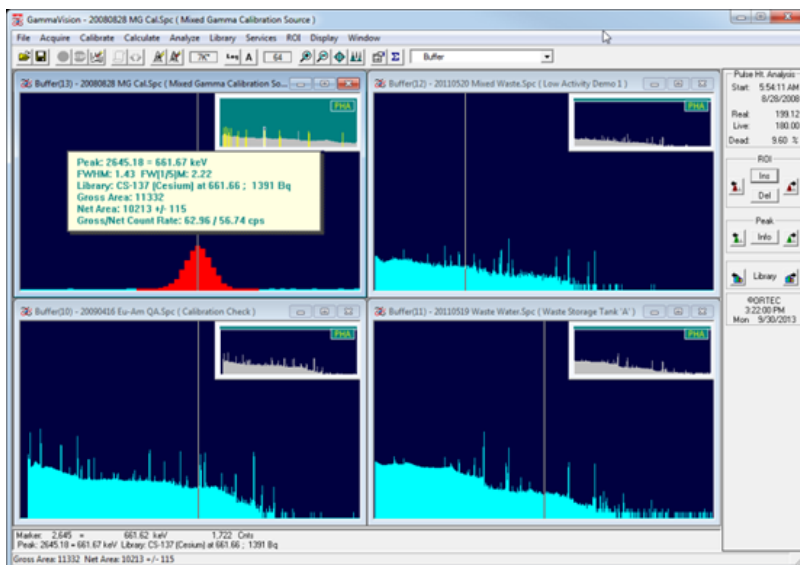 GammaVision - 20080828 MG Cal.Spc ( Mixed Gamma Calibration Source )
File Acquire Calibrate Calculate Analyze Library Services ROI Display Window
Log A 64 Σ Buffer
Buffer(13) - 20080828 MG Cal.Spc ( Mixed Gamma Calibration So...
PHA
Peak: 2645.18 = 661.67 keV
FWHM: 1.43 FW(1/5)M: 2.22
Library: CS-137 (Cesium) at 661.66 ; 1391 Bq
Gross Area: 11332
Net Area: 10213 +/- 115
Gross/Net Count Rate: 62.96 / 56.74 cps
Buffer(12) - 20110520 Mixed Waste.Spc ( Low Activity Demo 1 )
PHA
Buffer(10) - 20090416 Eu-Am QA.Spc ( Calibration Check )
PHA
Buffer(11) - 20110519 Waste Water.Spc ( Waste Storage Tank 'A' )
PHA
Pulse Ht. Analysis
Start: 5:54:11 AM
8/28/2008
Real: 199.12
Live: 180.00
Dead: 9.60 %
ROI
Ins
Del
Peak
Info
Library
©ORTEC
3:22:00 PM
Mon 9/30/2013
Marker: 2,645 = 661.62 keV 1,722 Cnts
Peak: 2645.18 = 661.67 keV Library: CS-137 (Cesium) at 661.66 ; 1391 Bq
Gross Area: 11332 Net Area: 10213 +/- 115